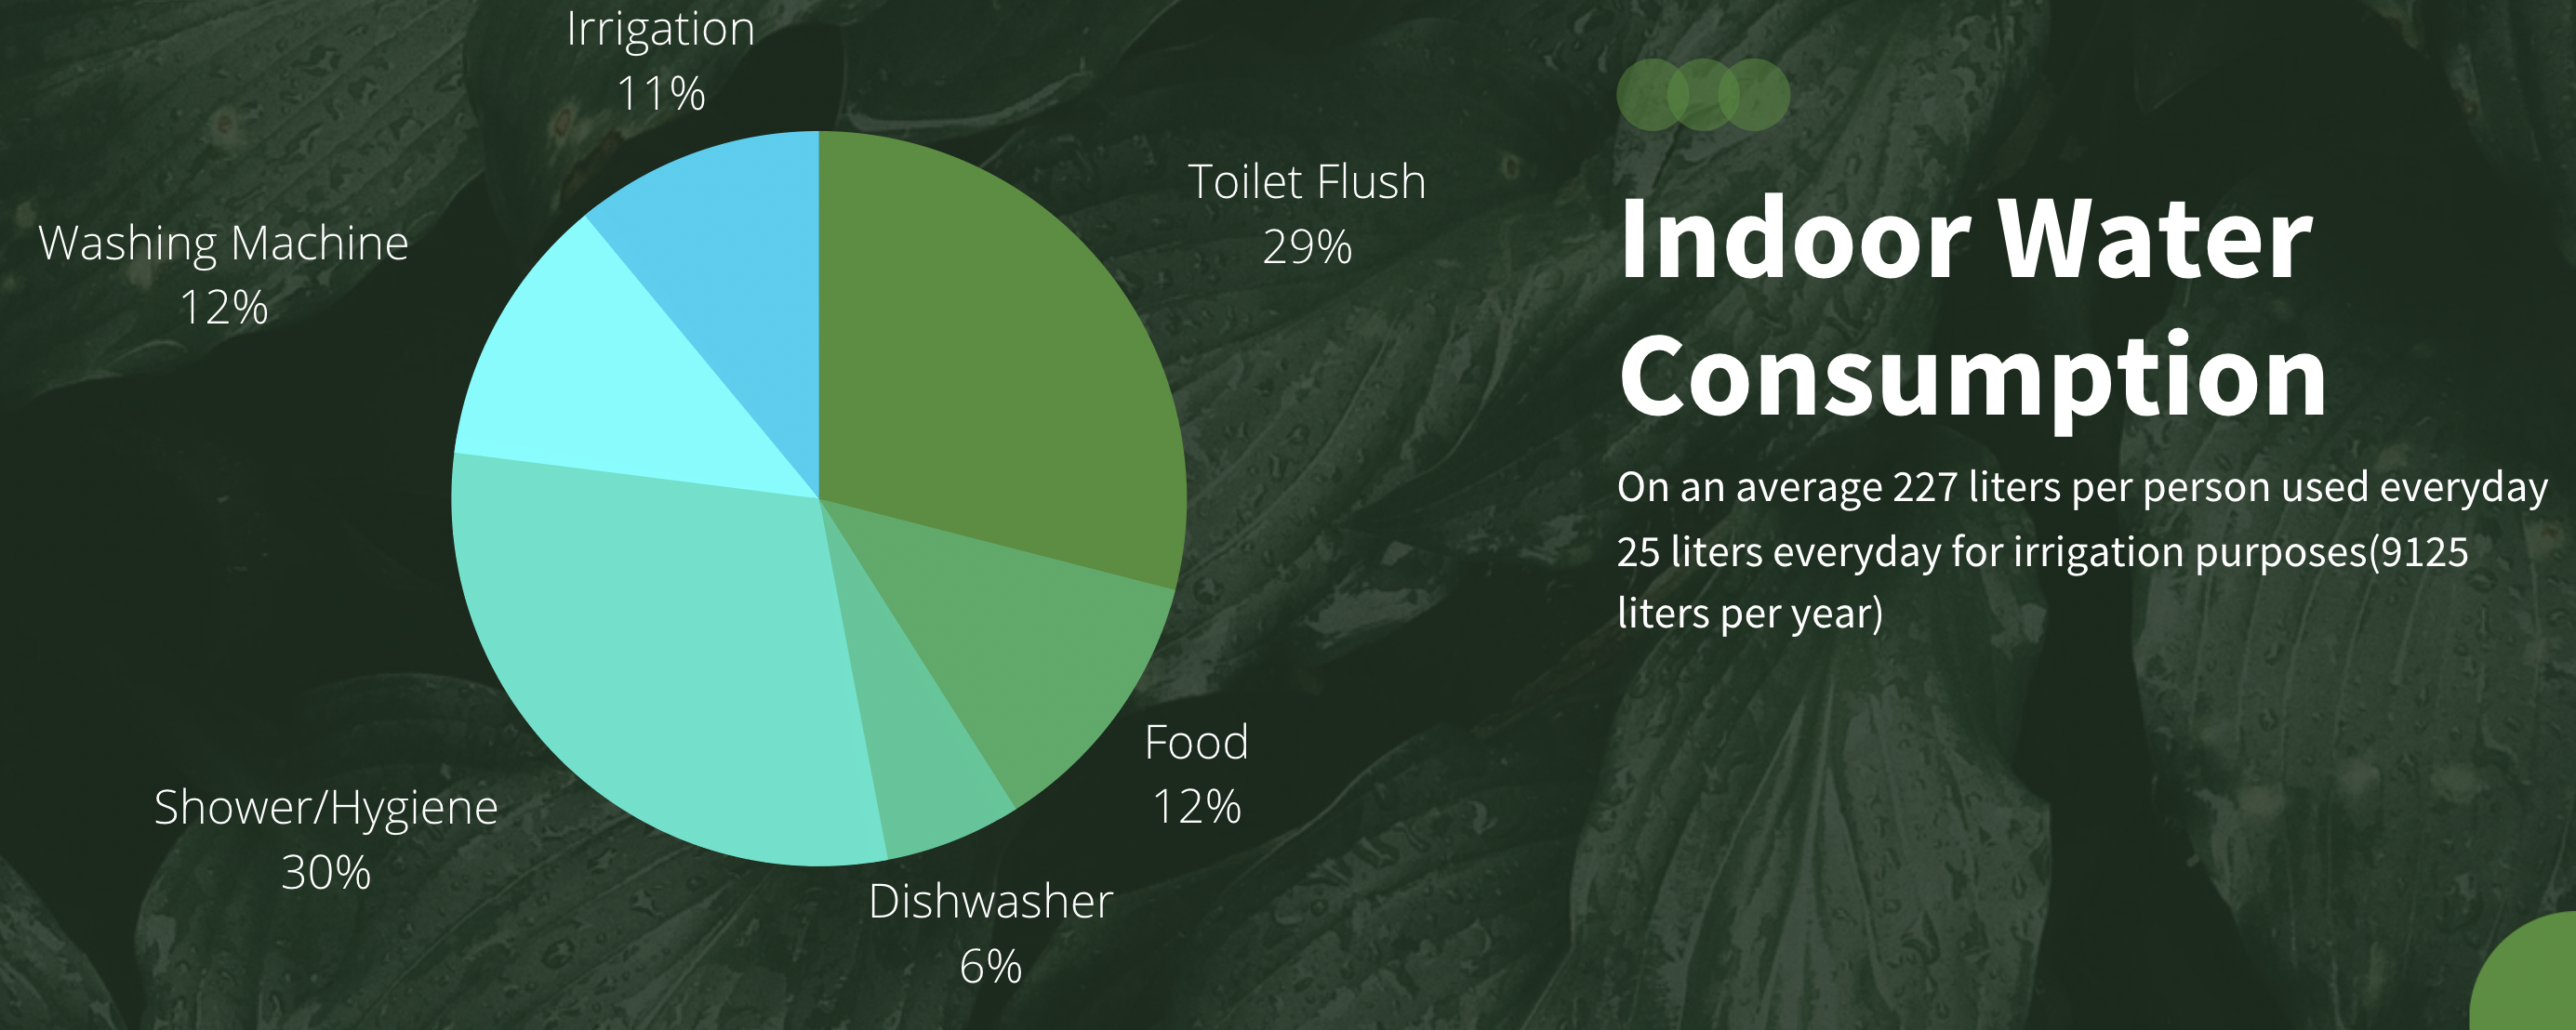 Irrigation
11%
Toilet Flush
29%
Washing Machine
12%
Food
12%
Shower/Hygiene
30%
Dishwasher
6%
Indoor Water
Consumption
On an average 227 liters per person used everyday
25 liters everyday for irrigation purposes(9125
liters per year)